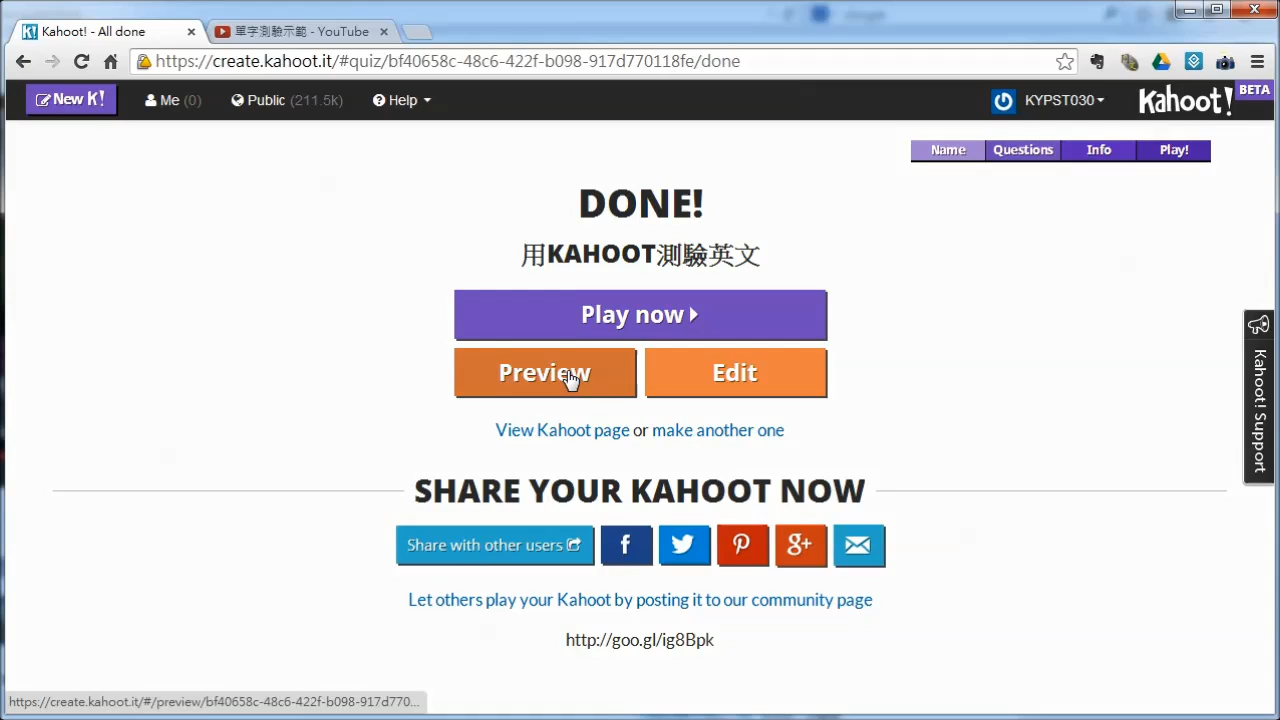 Kahoot! - All done
單字測驗示範 - YouTube
https://create.kahoot.it/#quiz/bf40658c-48c6-422f-b098-917d770118fe/done
New K!
Me (0)
Public (211.5k)
Help
KYPST030
Kahoot!
BETA
Name
Questions
Info
Play!
DONE!
用KAHOOT測驗英文
Play now
Preview
Edit
View Kahoot page or make another one
Kahoot! Support
SHARE YOUR KAHOOT NOW
Share with other users
Let others play your Kahoot by posting it to our community page
http://goo.gl/ig8Bpk
https://create.kahoot.it/#/preview/bf40658c-48c6-422f-b098-917d770...